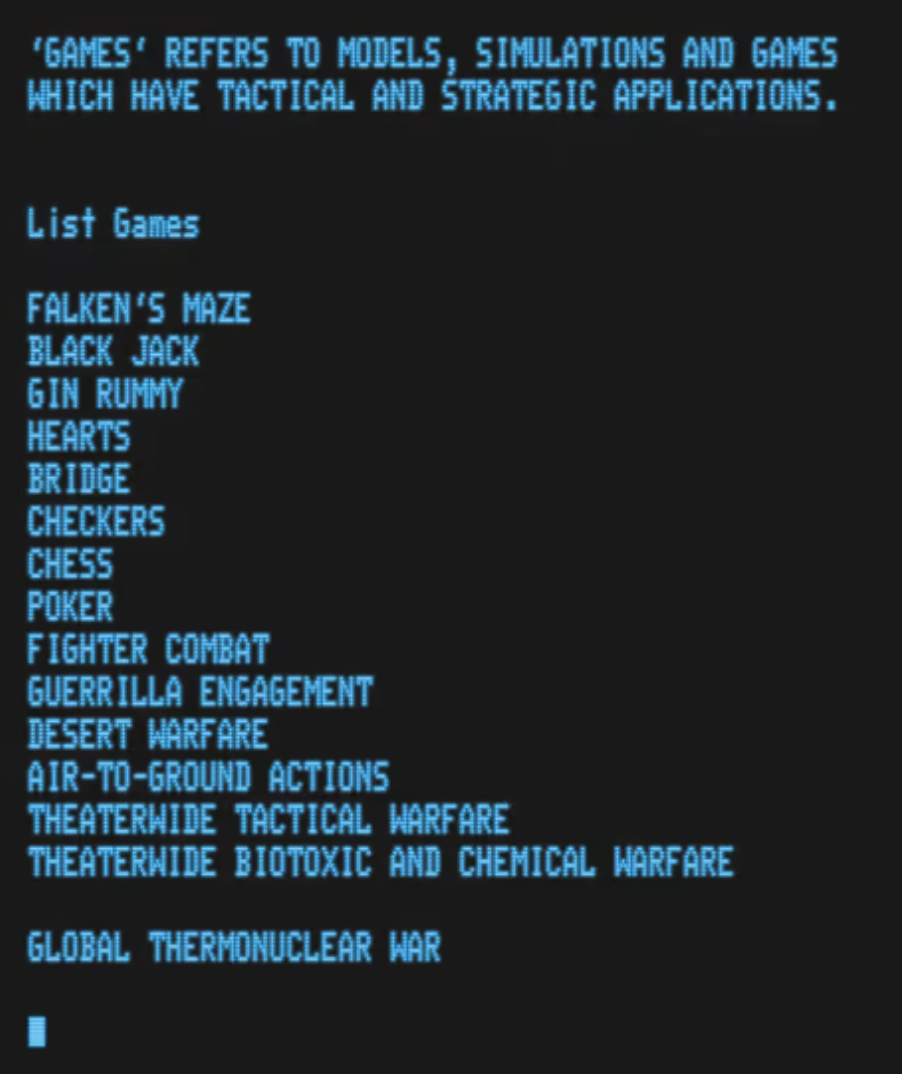 ‘GAMES‘ REFERS TO MODELS, SIMULATIONS AND GAMES
WHICH HAVE TACTICAL AND STRATEGIC APPLICATIONS.
List Games
FALKEN’S MAZE
BLACK JACK
GIN RUMMY
HEARTS
BRIDGE
CHECKERS
CHESS
POKER
FIGHTER COMBAT
GUERRILLA ENGAGEMENT
DESERT WARFARE
AIR-TO-GROUND ACTIONS
THEATERWIDE TACTICAL WARFARE
THEATERWIDE BIOTOXIC AND CHEMICAL WARFARE
GLOBAL THERMONUCLEAR WAR